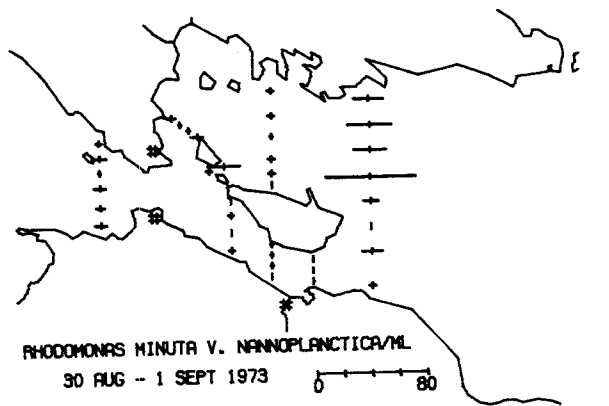 RHODOMONAS MINUTA V. NANNOPLANCTICA/ML
30 AUG -- 1 SEPT 1973
0 80